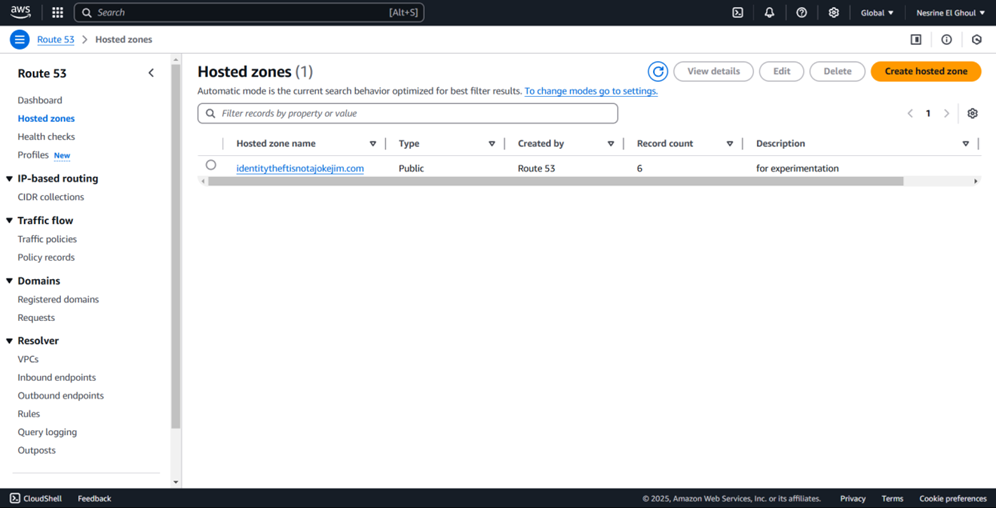 aws
Search [Alt+S]
Global
Nesrine El Ghoul
Route 53 > Hosted zones
Route 53
Dashboard
Hosted zones
Health checks
Profiles New
IP-based routing
CIDR collections
Traffic flow
Traffic policies
Policy records
Domains
Registered domains
Requests
Resolver
VPCs
Inbound endpoints
Outbound endpoints
Rules
Query logging
Outposts
Hosted zones (1)
View details
Edit
Delete
Create hosted zone
Automatic mode is the current search behavior optimized for best filter results. To change modes go to settings.
Filter records by property or value
1
Hosted zone name Type Created by Record count Description
identitytheftisnotajokejim.com Public Route 53 6 for experimentation
CloudShell Feedback © 2025, Amazon Web Services, Inc. or its affiliates. Privacy Terms Cookie preferences